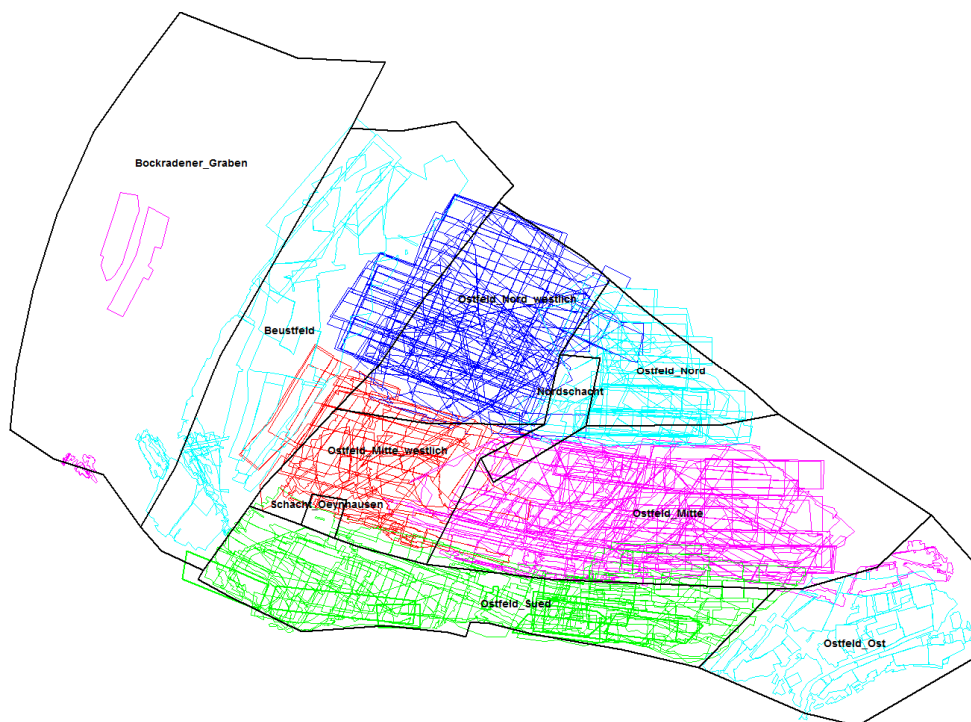 Bockradener_Graben
Ostfeld_Nord_westlich
Beustfeld
Ostfeld_Nord
Nordschacht
Ostfeld_Mitte_westlich
Schacht_Oeynhausen
Ostfeld_Mitte
Ostfeld_Sued
Ostfeld_Ost